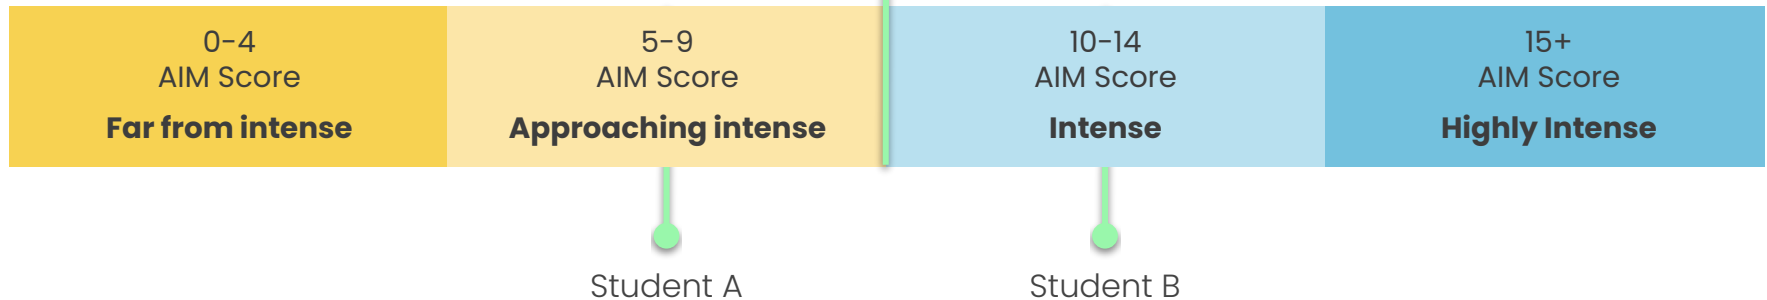 0-4
AIM Score
Far from intense
5-9
AIM Score
Approaching intense
10-14
AIM Score
Intense
15+
AIM Score
Highly Intense
Student A
Student B